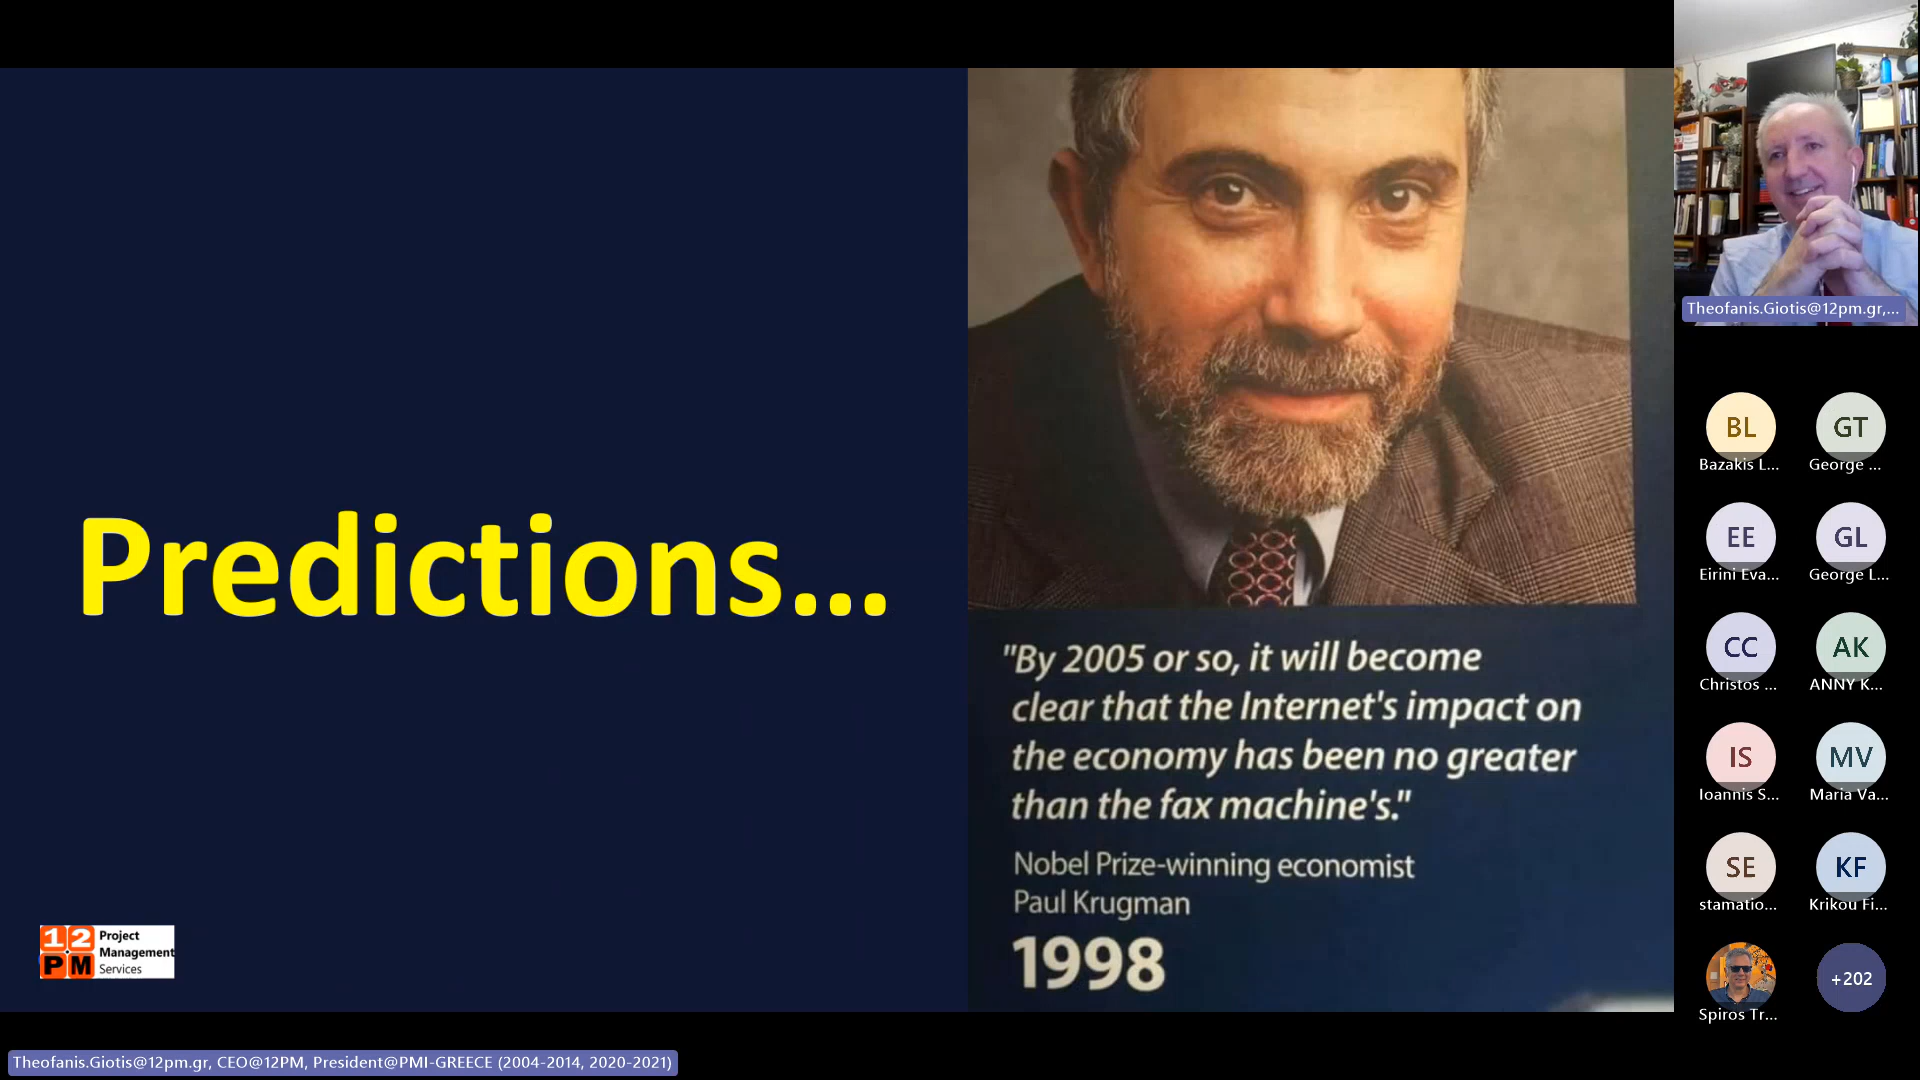 Predictions...
"By 2005 or so, it will become
clear that the Internet's impact on
the economy has been no greater
than the fax machine's."
Nobel Prize-winning economist
Paul Krugman
1998
12
PM
Project
Management
Services
Theofanis.Giotis@12pm.gr, CEO@12PM, President@PMI-GREECE (2004-2014, 2020-2021)
Theofanis.Giotis@12pm.gr,...
BL
GT
Bazakis L...
George ...
EE
GL
Eirini Eva...
George L...
CC
AK
Christos ...
ANNY K...
IS
MV
Ioannis S...
Maria Va...
SE
KF
stamatio...
Krikou Fi...
+202
Spiros Tr...